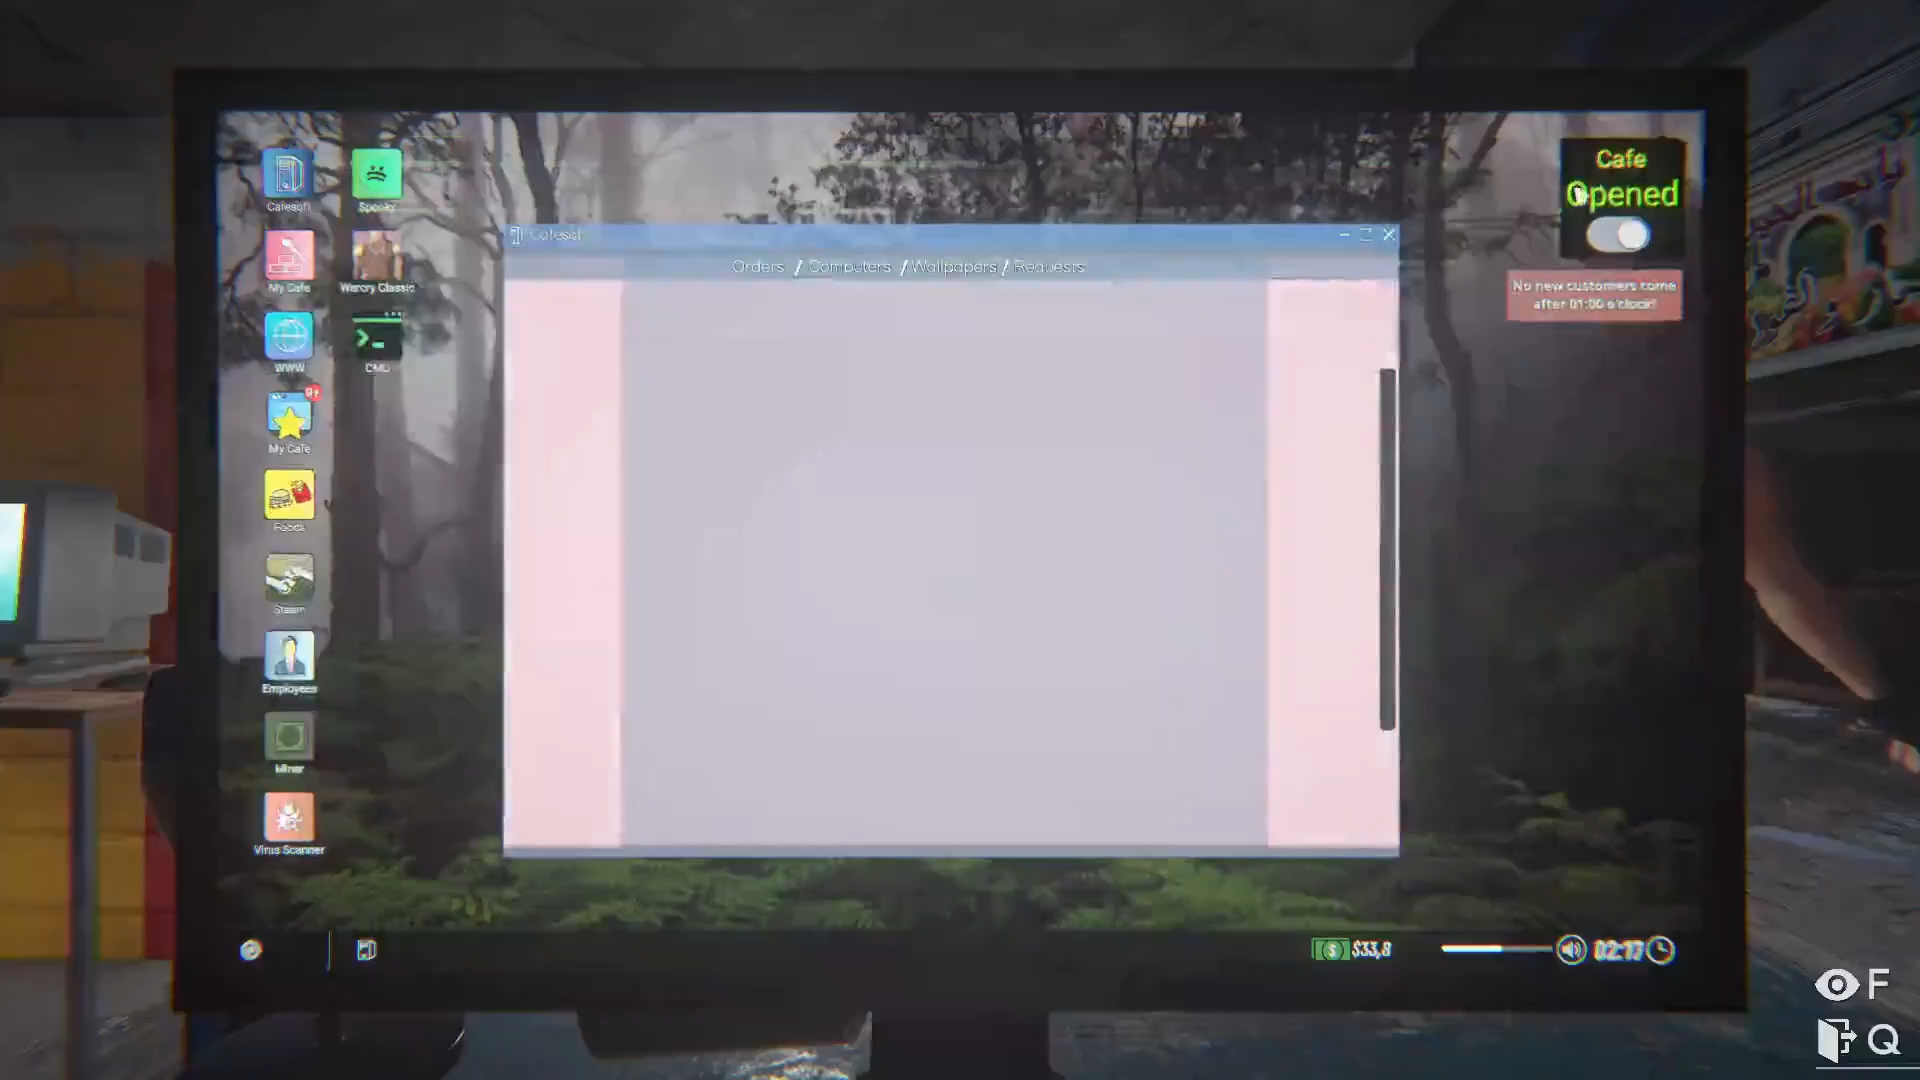 Cafe
Opened
No new customers come
after 01:00 o'clock!
Cafesoft
Spooky
My Cafe
Warcry Classic
WWW
CMD
9+
My Cafe
Foods
Steam
Employees
Miner
Virus Scanner
Cafesoft
Orders / Computers / Wallpapers / Requests
$33,8
02:17
F
Q